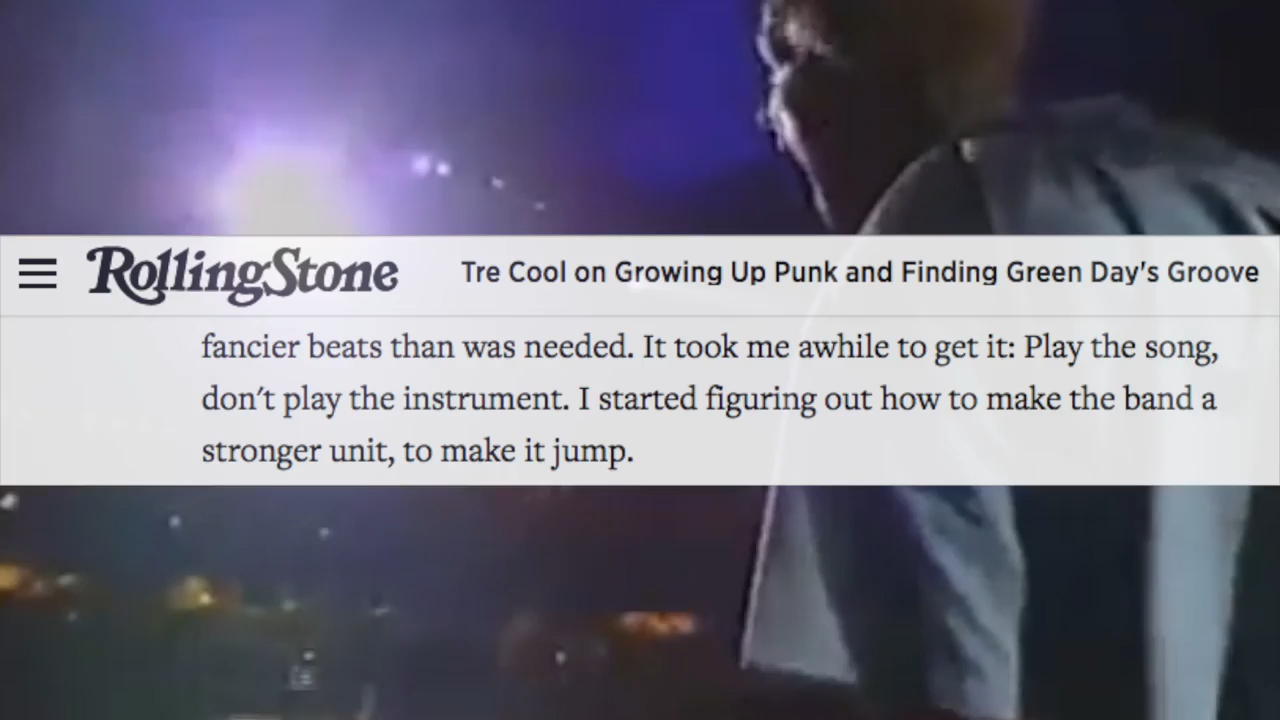 RollingStone
Tre Cool on Growing Up Punk and Finding Green Day's Groove
fancier beats than was needed. It took me awhile to get it: Play the song,
don't play the instrument. I started figuring out how to make the band a
stronger unit, to make it jump.